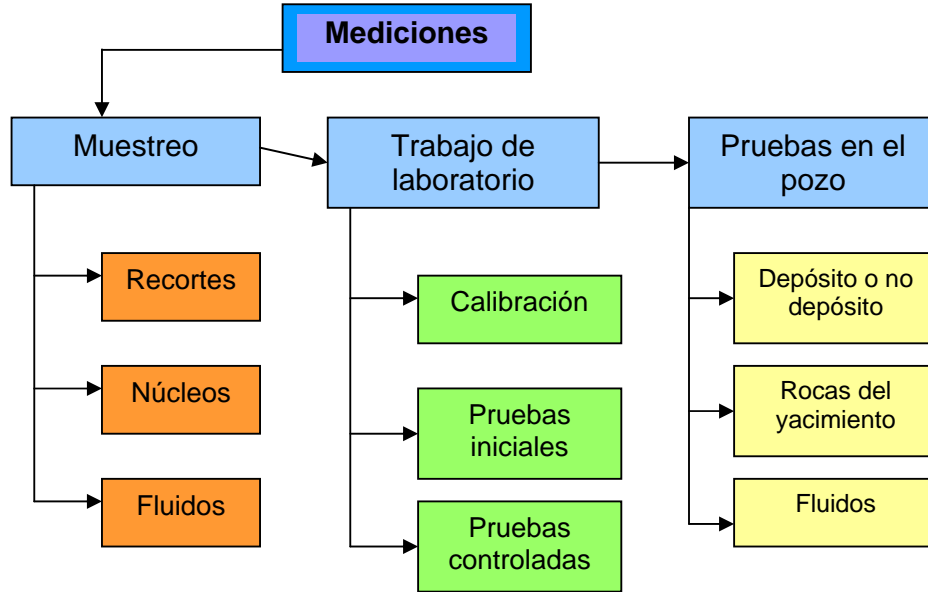 Mediciones
Muestreo
Trabajo de
laboratorio
Pruebas en el
pozo
Recortes
Núcleos
Fluidos
Calibración
Pruebas
iniciales
Pruebas
controladas
Depósito o no
depósito
Rocas del
yacimiento
Fluidos